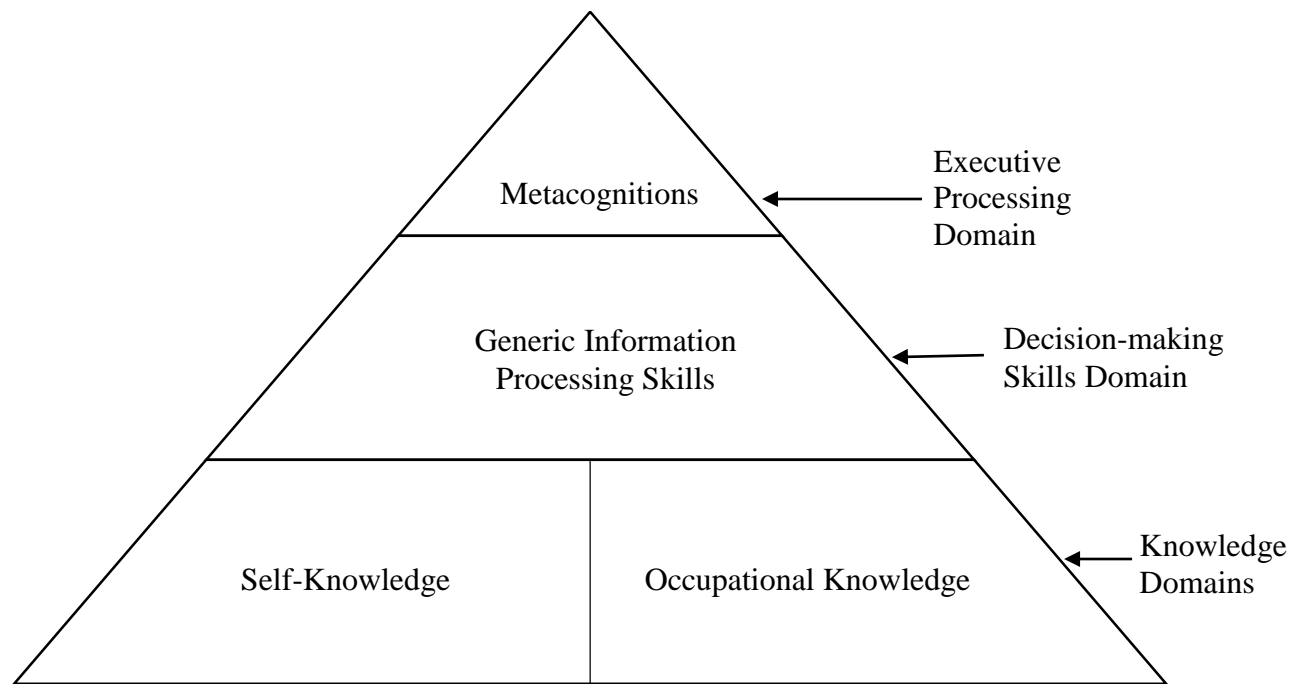 Metacognitions
Executive
Processing
Domain
Generic Information
Processing Skills
Decision-making
Skills Domain
Self-Knowledge
Occupational Knowledge
Knowledge
Domains